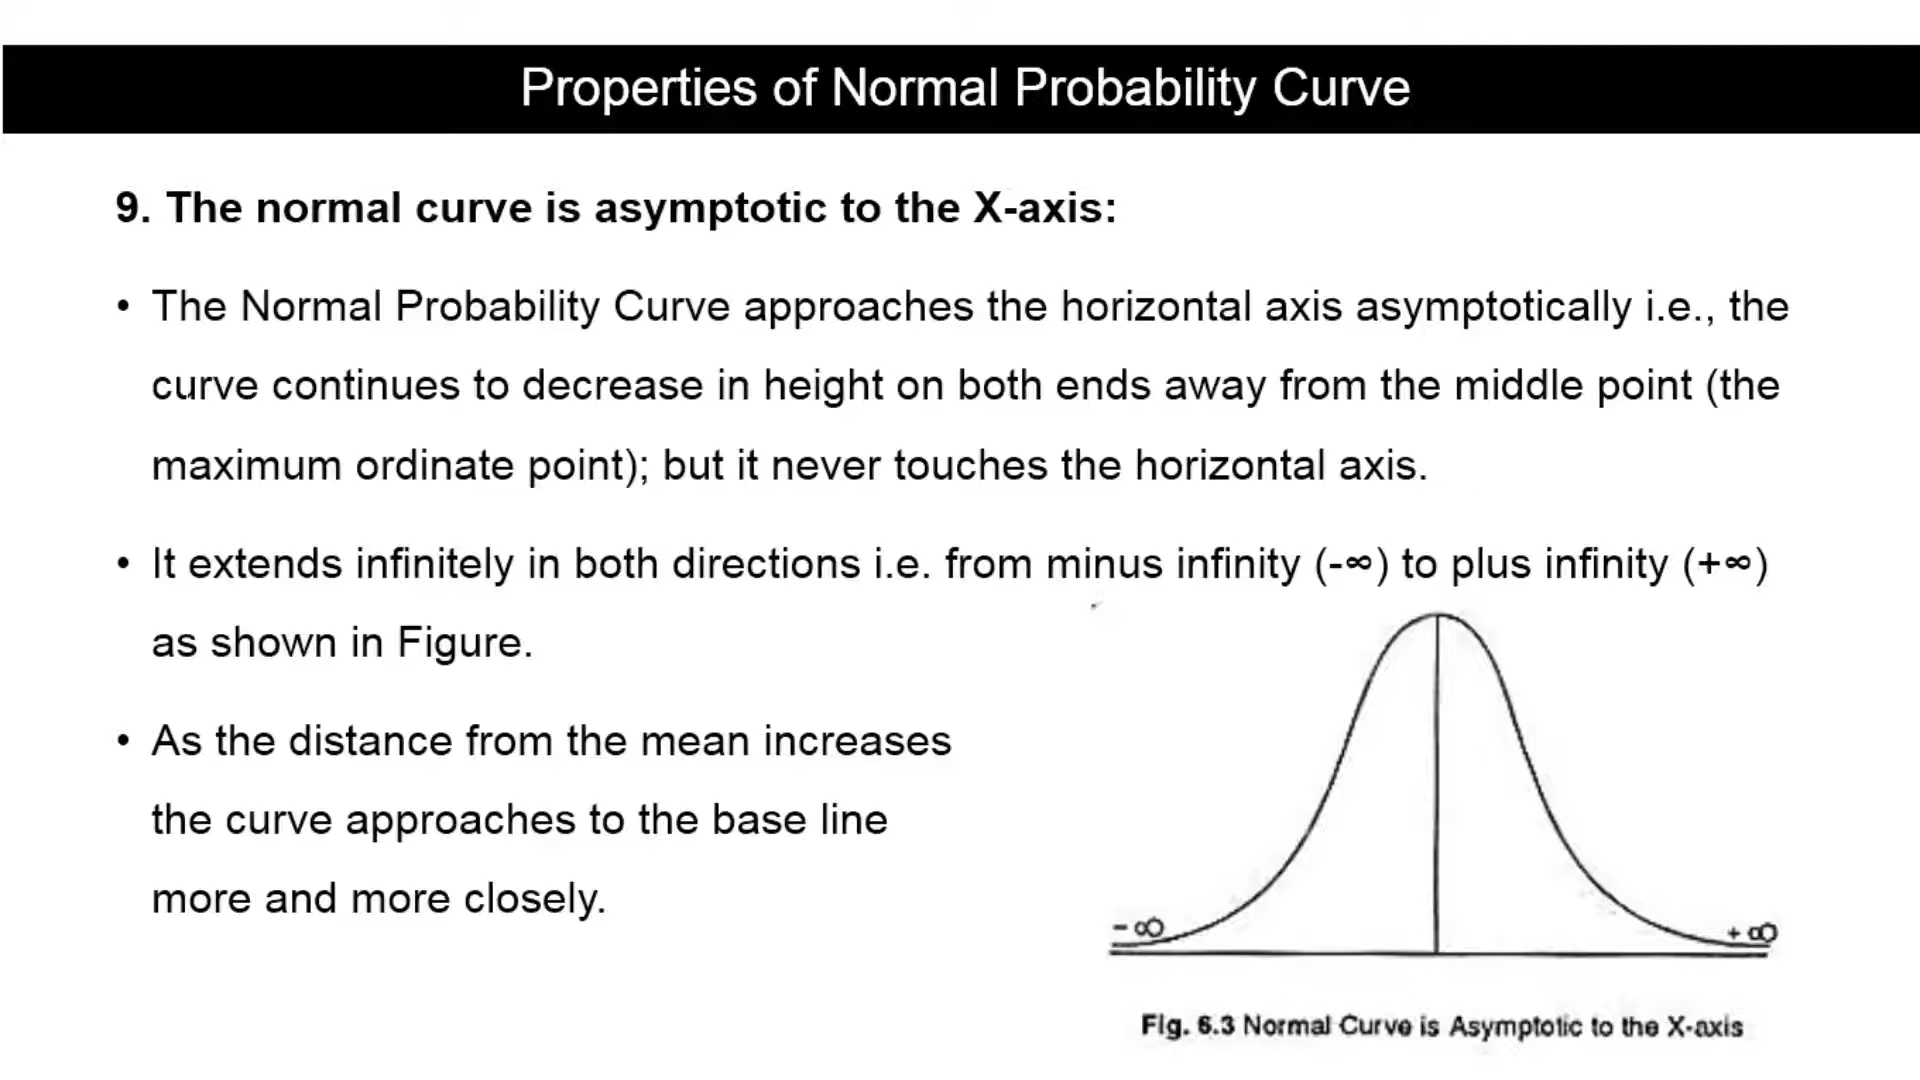 Properties of Normal Probability Curve
9. The normal curve is asymptotic to the X-axis:
• The Normal Probability Curve approaches the horizontal axis asymptotically i.e., the
curve continues to decrease in height on both ends away from the middle point (the
maximum ordinate point); but it never touches the horizontal axis.
• It extends infinitely in both directions i.e. from minus infinity (-∞) to plus infinity (+∞)
as shown in Figure.
• As the distance from the mean increases
the curve approaches to the base line
more and more closely.
- ∞
+ ∞
Fig. 6.3 Normal Curve is Asymptotic to the X-axis